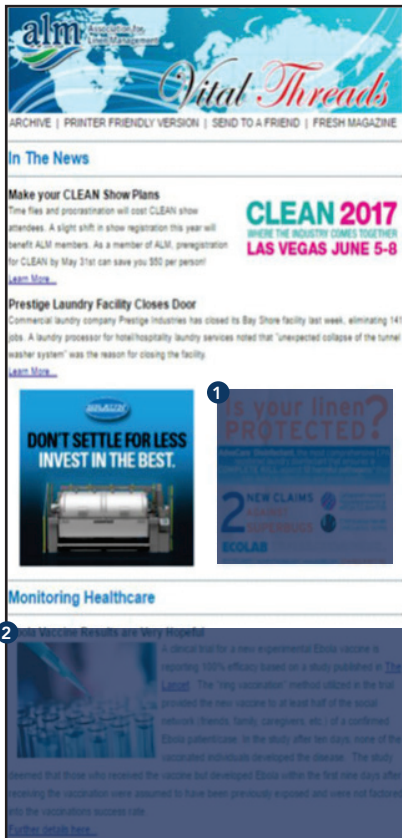 alm Association for
Linen Management
Vital Threads
ARCHIVE | PRINTER FRIENDLY VERSION | SEND TO A FRIEND | FRESH MAGAZINE
In The News
Make your CLEAN Show Plans
Time flies and procrastination will cost CLEAN show
attendees. A slight shift in show registration this year will
benefit ALM members. As a member of ALM, preregistration
for CLEAN by May 31st can save you $50 per person!
Learn More...
CLEAN 2017
WHERE THE INDUSTRY COMES TOGETHER
LAS VEGAS JUNE 5-8
Prestige Laundry Facility Closes Door
Commercial laundry company Prestige Industries has closed its Bay Shore facility last week, eliminating 141
jobs. A laundry processor for hotel/hospitality laundry services noted that "unexpected collapse of the tunnel
washer system" was the reason for closing the facility.
Learn More...
DON'T SETTLE FOR LESS
INVEST IN THE BEST.
1
Is your linen
PROTECTED?
AdvaCare Disinfectant, the most comprehensive EPA
2 NEW CLAIMS
AGAINST
SUPERBUGS
ECOLAB
Monitoring Healthcare
2
Ebola Vaccine Results are Very Hopeful
A clinical trial for a new experimental Ebola vaccine is
reporting 100% efficacy based on a study published in The
Lancet. The "ring vaccination" method utilized in the trial
provided the new vaccine to at least half of the social
network (friends, family, caregivers, etc.) of a confirmed
Ebola patient/case. In the study after ten days, none of the
vaccinated individuals developed the disease. The study
deemed that those who received the vaccine but developed Ebola within the first nine days after
receiving the vaccination were assumed to have been previously exposed and were not factored
into the vaccinations success rate.
Further details here...